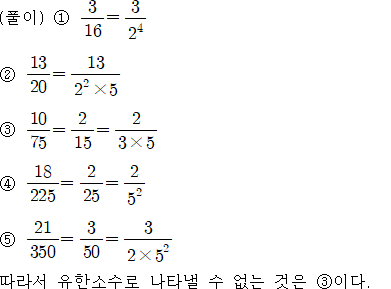 (풀이) ① 3/16 = 3/2⁴
② 13/20 = 13/(2²×5)
③ 10/75 = 2/15 = 2/(3×5)
④ 18/225 = 2/25 = 2/5²
⑤ 21/350 = 3/50 = 3/(2×5²)
따라서 유한소수로 나타낼 수 없는 것은 ③이다.